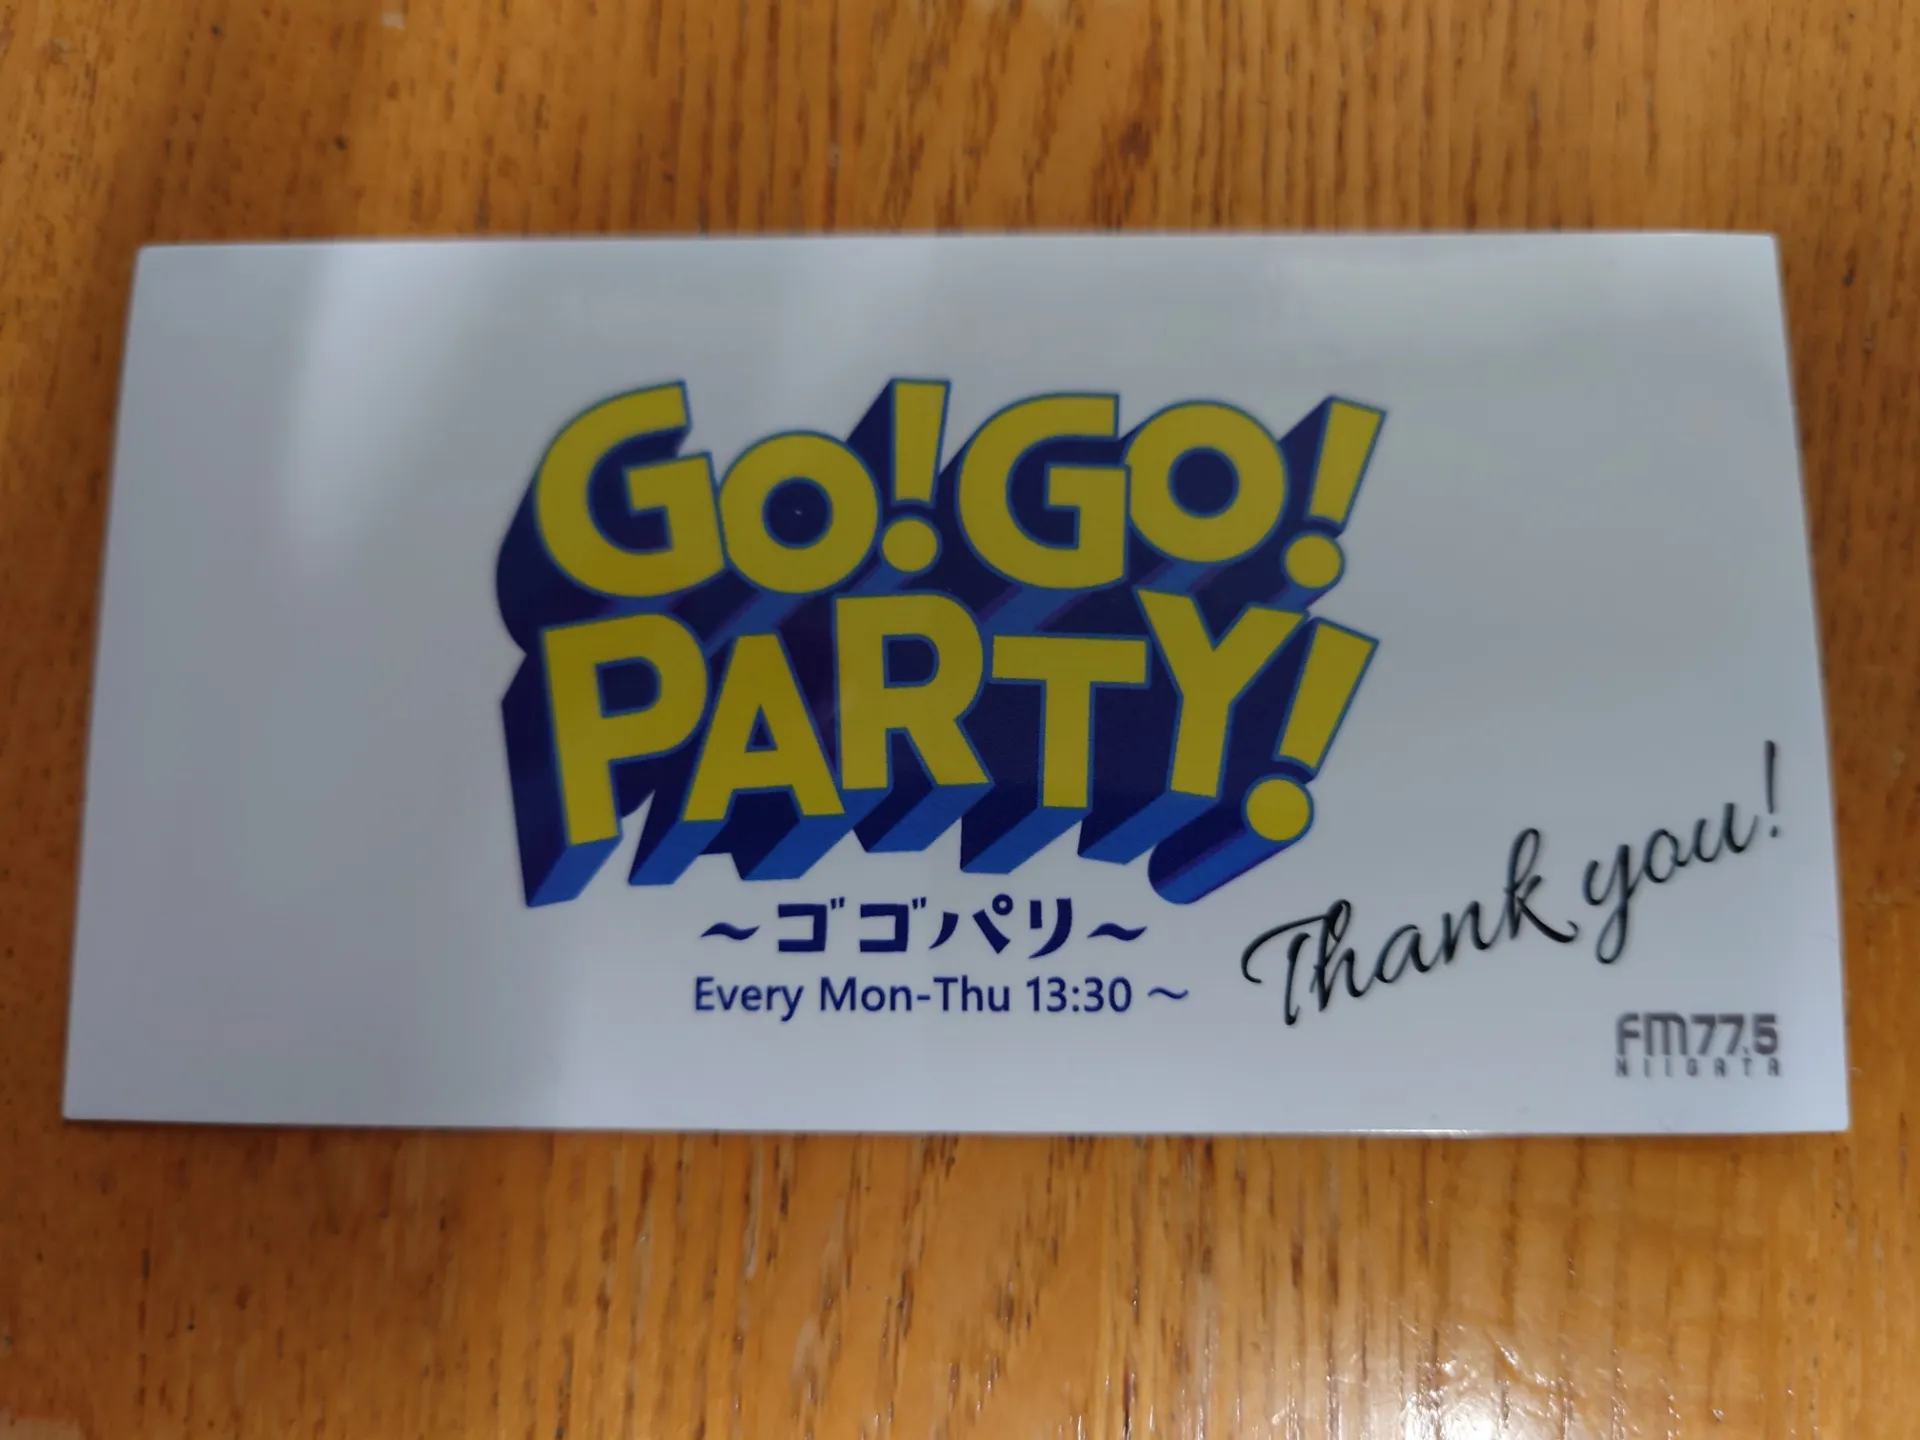 GO! GO!
PARTY!
～ゴゴパリ～
Every Mon-Thu 13:30 ～
Thank you!
FM77.5
NIIGATA